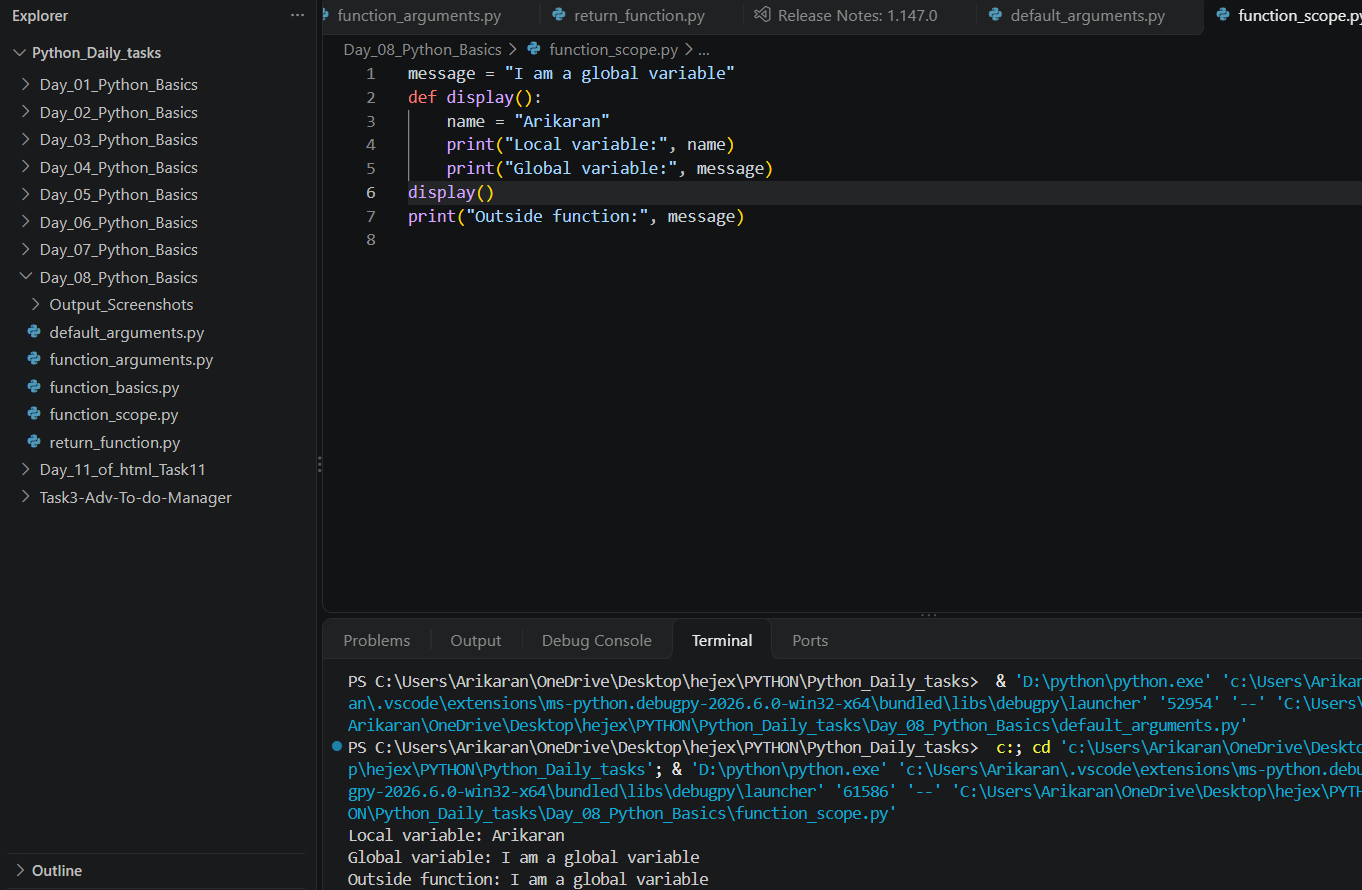 Explorer
Python_Daily_tasks
Day_01_Python_Basics
Day_02_Python_Basics
Day_03_Python_Basics
Day_04_Python_Basics
Day_05_Python_Basics
Day_06_Python_Basics
Day_07_Python_Basics
Day_08_Python_Basics
Output_Screenshots
default_arguments.py
function_arguments.py
function_basics.py
function_scope.py
return_function.py
Day_11_of_html_Task11
Task3-Adv-To-do-Manager
Outline
function_arguments.py return_function.py Release Notes: 1.147.0 default_arguments.py function_scope.py
Day_08_Python_Basics > function_scope.py > ...
1 message = "I am a global variable"
2 def display():
3 name = "Arikaran"
4 print("Local variable:", name)
5 print("Global variable:", message)
6 display()
7 print("Outside function:", message)
8
Problems Output Debug Console Terminal Ports
PS C:\Users\Arikaran\OneDrive\Desktop\hejex\PYTHON\Python_Daily_tasks>  & 'D:\python\python.exe' 'c:\Users\Arikar
an\.vscode\extensions\ms-python.debugpy-2026.6.0-win32-x64\bundled\libs\debugpy\launcher' '52954' '--' 'C:\Users\
Arikaran\OneDrive\Desktop\hejex\PYTHON\Python_Daily_tasks\Day_08_Python_Basics\default_arguments.py'
PS C:\Users\Arikaran\OneDrive\Desktop\hejex\PYTHON\Python_Daily_tasks>  c:; cd 'c:\Users\Arikaran\OneDrive\Deskto
p\hejex\PYTHON\Python_Daily_tasks'; & 'D:\python\python.exe' 'c:\Users\Arikaran\.vscode\extensions\ms-python.debu
gpy-2026.6.0-win32-x64\bundled\libs\debugpy\launcher' '61586' '--' 'C:\Users\Arikaran\OneDrive\Desktop\hejex\PYTH
ON\Python_Daily_tasks\Day_08_Python_Basics\function_scope.py'
Local variable: Arikaran
Global variable: I am a global variable
Outside function: I am a global variable